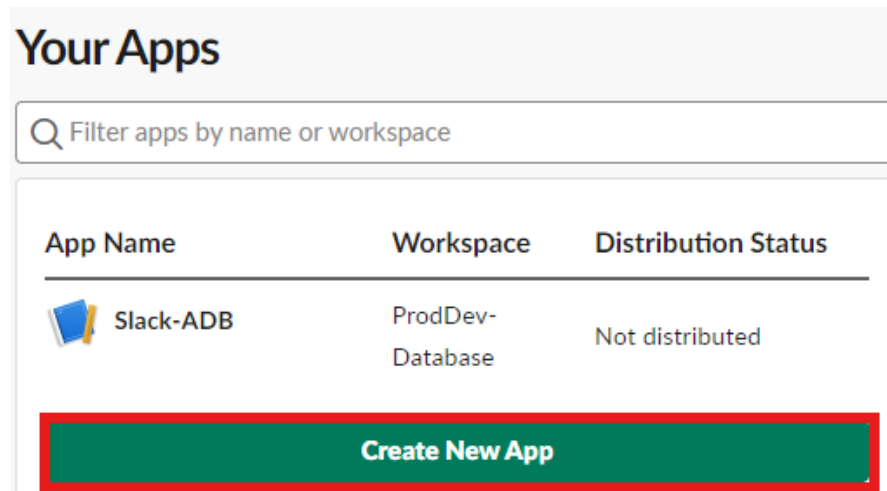 Your Apps
Filter apps by name or workspace
App Name Workspace Distribution Status
Slack-ADB ProdDev-
Database Not distributed
Create New App